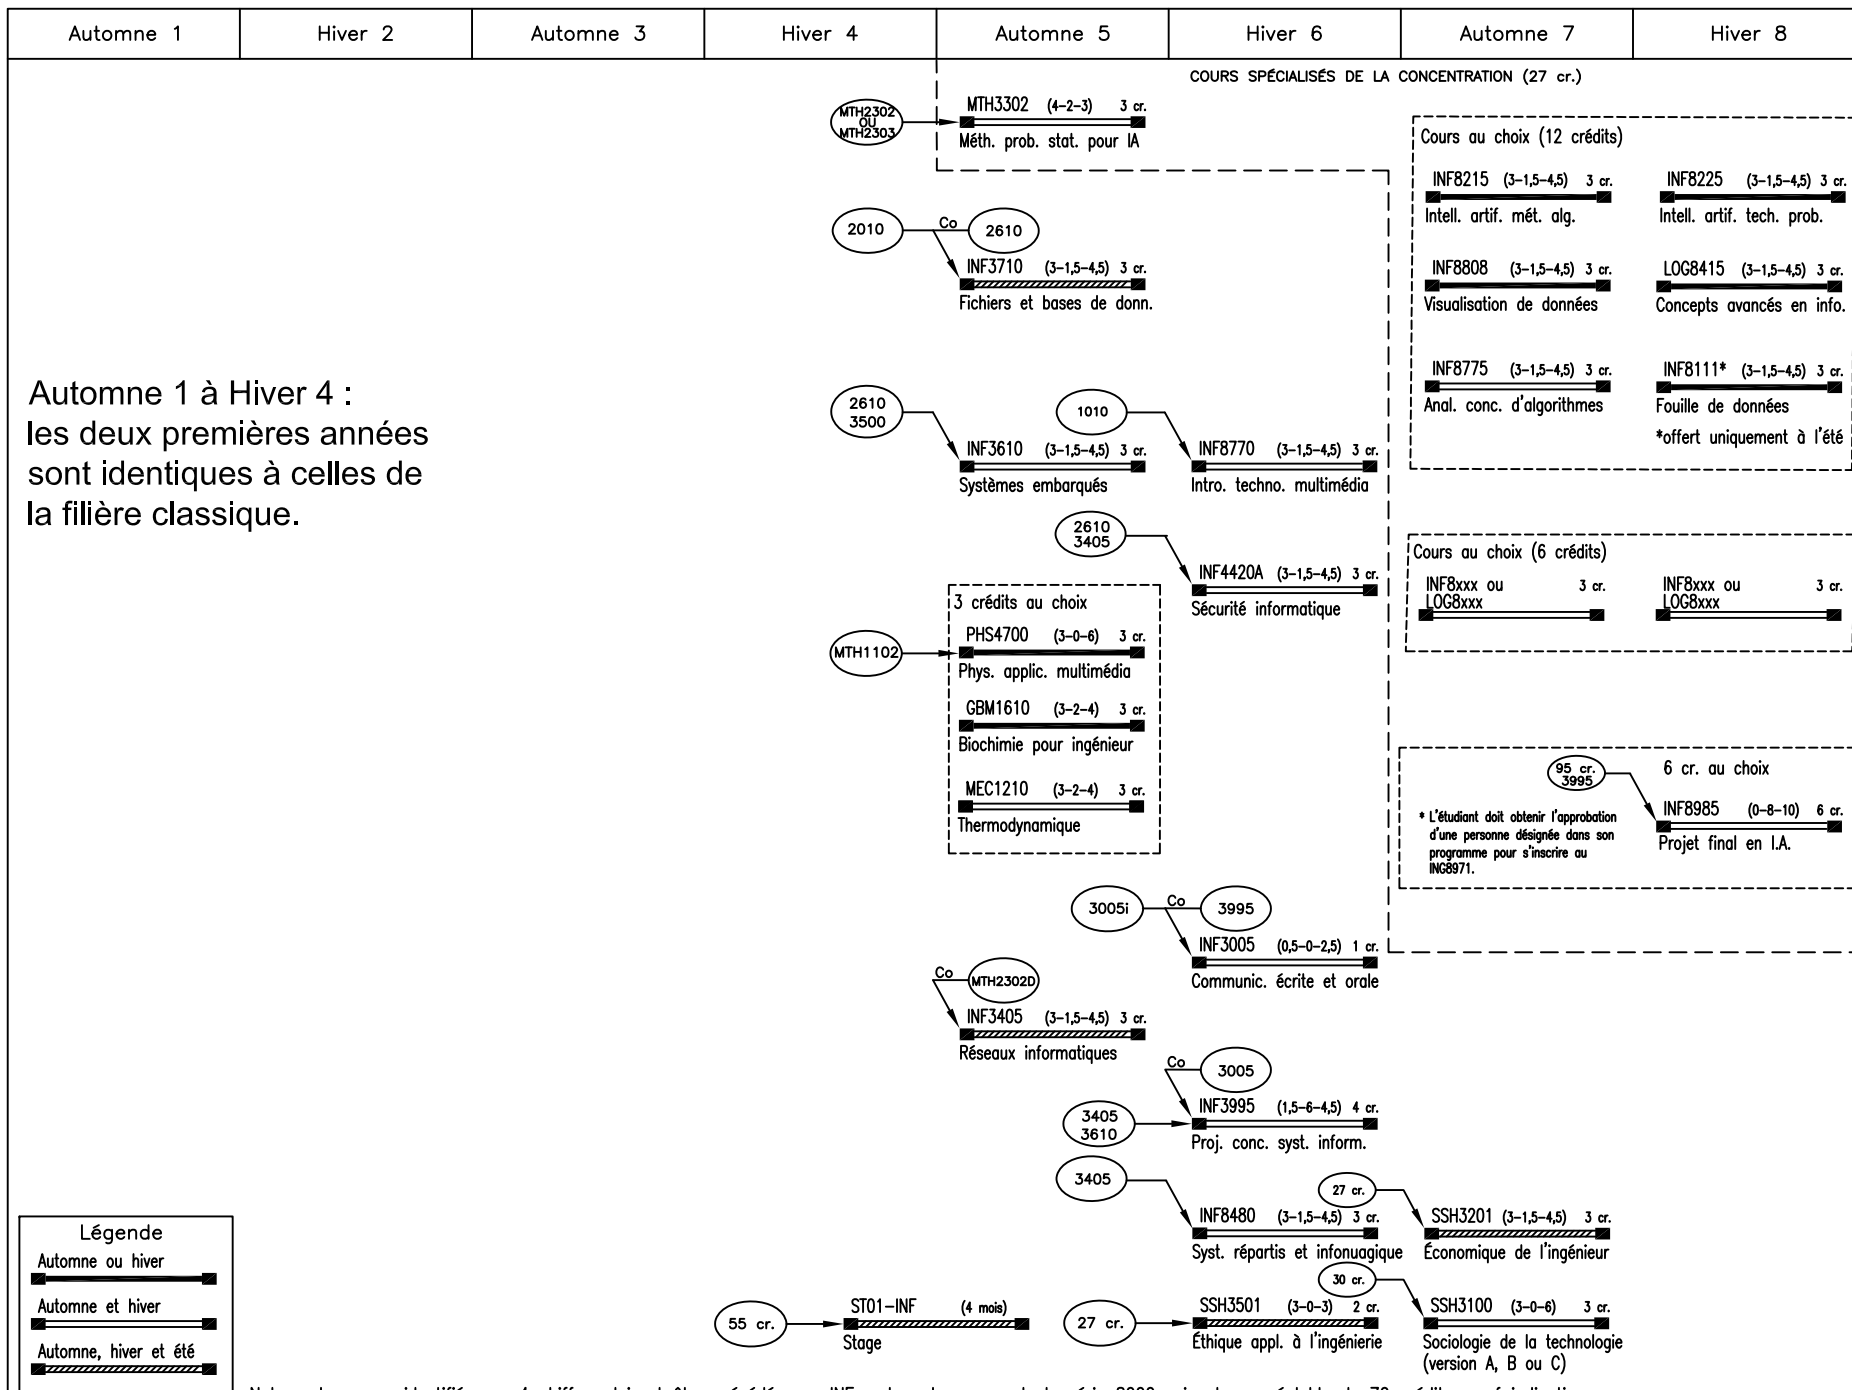 Automne 1
Hiver 2
Automne 3
Hiver 4
Automne 5
Hiver 6
Automne 7
Hiver 8
COURS SPÉCIALISÉS DE LA CONCENTRATION (27 cr.)
MTH2302
OU
MTH2303
MTH3302 (4-2-3) 3 cr.
Méth. prob. stat. pour IA
2010
Co
2610
INF3710 (3-1,5-4,5) 3 cr.
Fichiers et bases de donn.
Automne 1 à Hiver 4 :
les deux premières années
sont identiques à celles de
la filière classique.
2610
3500
INF3610 (3-1,5-4,5) 3 cr.
Systèmes embarqués
1010
INF8770 (3-1,5-4,5) 3 cr.
Intro. techno. multimédia
2610
3405
INF4420A (3-1,5-4,5) 3 cr.
Sécurité informatique
3 crédits au choix
MTH1102
PHS4700 (3-0-6) 3 cr.
Phys. applic. multimédia
GBM1610 (3-2-4) 3 cr.
Biochimie pour ingénieur
MEC1210 (3-2-4) 3 cr.
Thermodynamique
Cours au choix (12 crédits)
INF8215 (3-1,5-4,5) 3 cr.
Intell. artif. mét. alg.
INF8225 (3-1,5-4,5) 3 cr.
Intell. artif. tech. prob.
INF8808 (3-1,5-4,5) 3 cr.
Visualisation de données
LOG8415 (3-1,5-4,5) 3 cr.
Concepts avancés en info.
INF8775 (3-1,5-4,5) 3 cr.
Anal. conc. d'algorithmes
INF8111* (3-1,5-4,5) 3 cr.
Fouille de données
*offert uniquement à l'été
Cours au choix (6 crédits)
INF8xxx ou 3 cr.
LOG8xxx
INF8xxx ou 3 cr.
LOG8xxx
95 cr.
3995
6 cr. au choix
INF8985 (0-8-10) 6 cr.
Projet final en I.A.
* L'étudiant doit obtenir l'approbation
d'une personne désignée dans son
programme pour s'inscrire au
ING8971.
3005i
Co
3995
INF3005 (0,5-0-2,5) 1 cr.
Communic. écrite et orale
Co
MTH2302D
INF3405 (3-1,5-4,5) 3 cr.
Réseaux informatiques
Co
3005
3405
3610
INF3995 (1,5-6-4,5) 4 cr.
Proj. conc. syst. inform.
3405
INF8480 (3-1,5-4,5) 3 cr.
Syst. répartis et infonuagique
27 cr.
SSH3201 (3-1,5-4,5) 3 cr.
Économique de l'ingénieur
55 cr.
ST01-INF (4 mois)
Stage
27 cr.
SSH3501 (3-0-3) 2 cr.
Éthique appl. à l'ingénierie
30 cr.
SSH3100 (3-0-6) 3 cr.
Sociologie de la technologie
(version A, B ou C)
Légende
Automne ou hiver
Automne et hiver
Automne, hiver et été